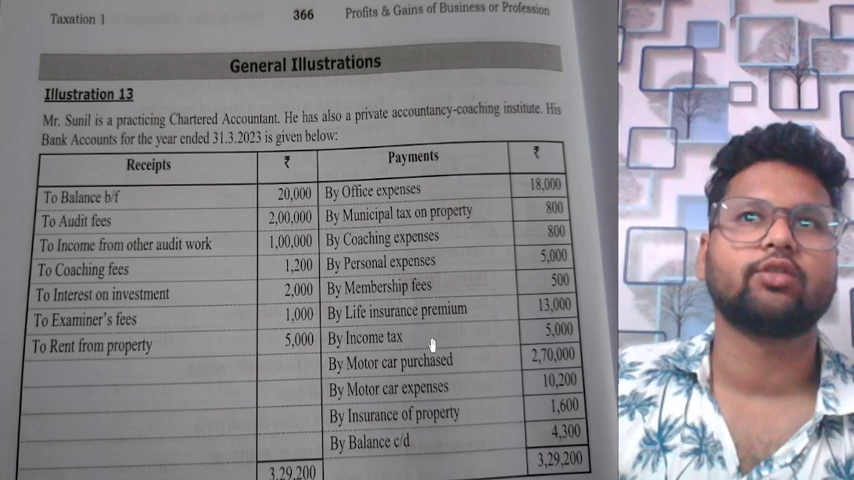 Taxation 1 366 Profits & Gains of Business or Profession
General Illustrations
Illustration 13
Mr. Sunil is a practicing Chartered Accountant. He has also a private accountancy-coaching institute. His
Bank Accounts for the year ended 31.3.2023 is given below:
Receipts ₹ Payments ₹
To Balance b/f 20,000 By Office expenses 18,000
To Audit fees 2,00,000 By Municipal tax on property 800
To Income from other audit work 1,00,000 By Coaching expenses 800
To Coaching fees 1,200 By Personal expenses 5,000
To Interest on investment 2,000 By Membership fees 500
To Examiner's fees 1,000 By Life insurance premium 13,000
To Rent from property 5,000 By Income tax 5,000
By Motor car purchased 2,70,000
By Motor car expenses 10,200
By Insurance of property 1,600
By Balance c/d 4,300
3,29,200 3,29,200